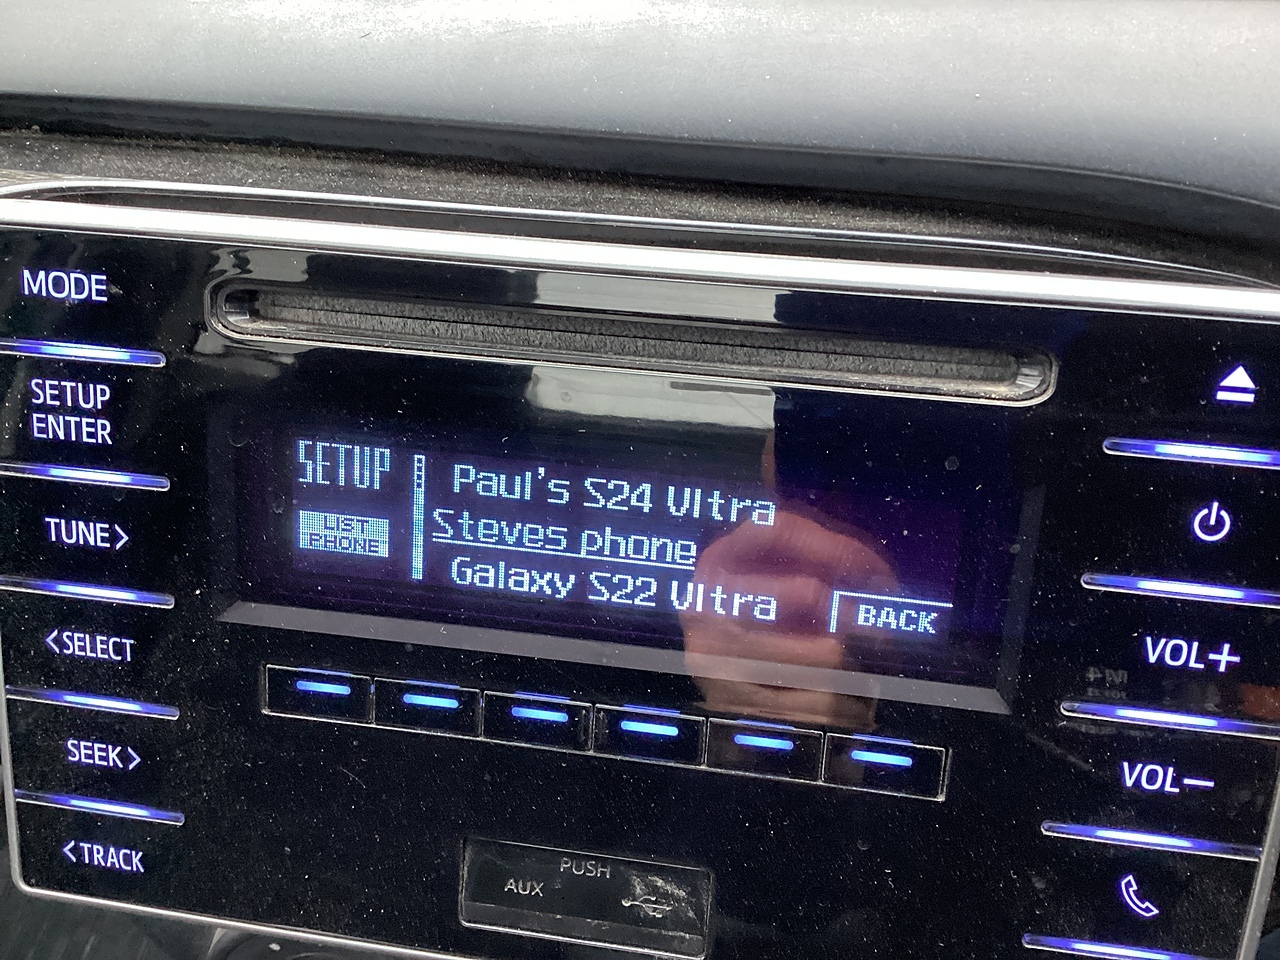 MODE
SETUP
ENTER
TUNE>
<SELECT
SEEK>
<TRACK
SETUP
LIST
PHONE
Paul's S24 Ultra
Steves phone
Galaxy S22 Ultra
BACK
VOL+
VOL-
PUSH
AUX